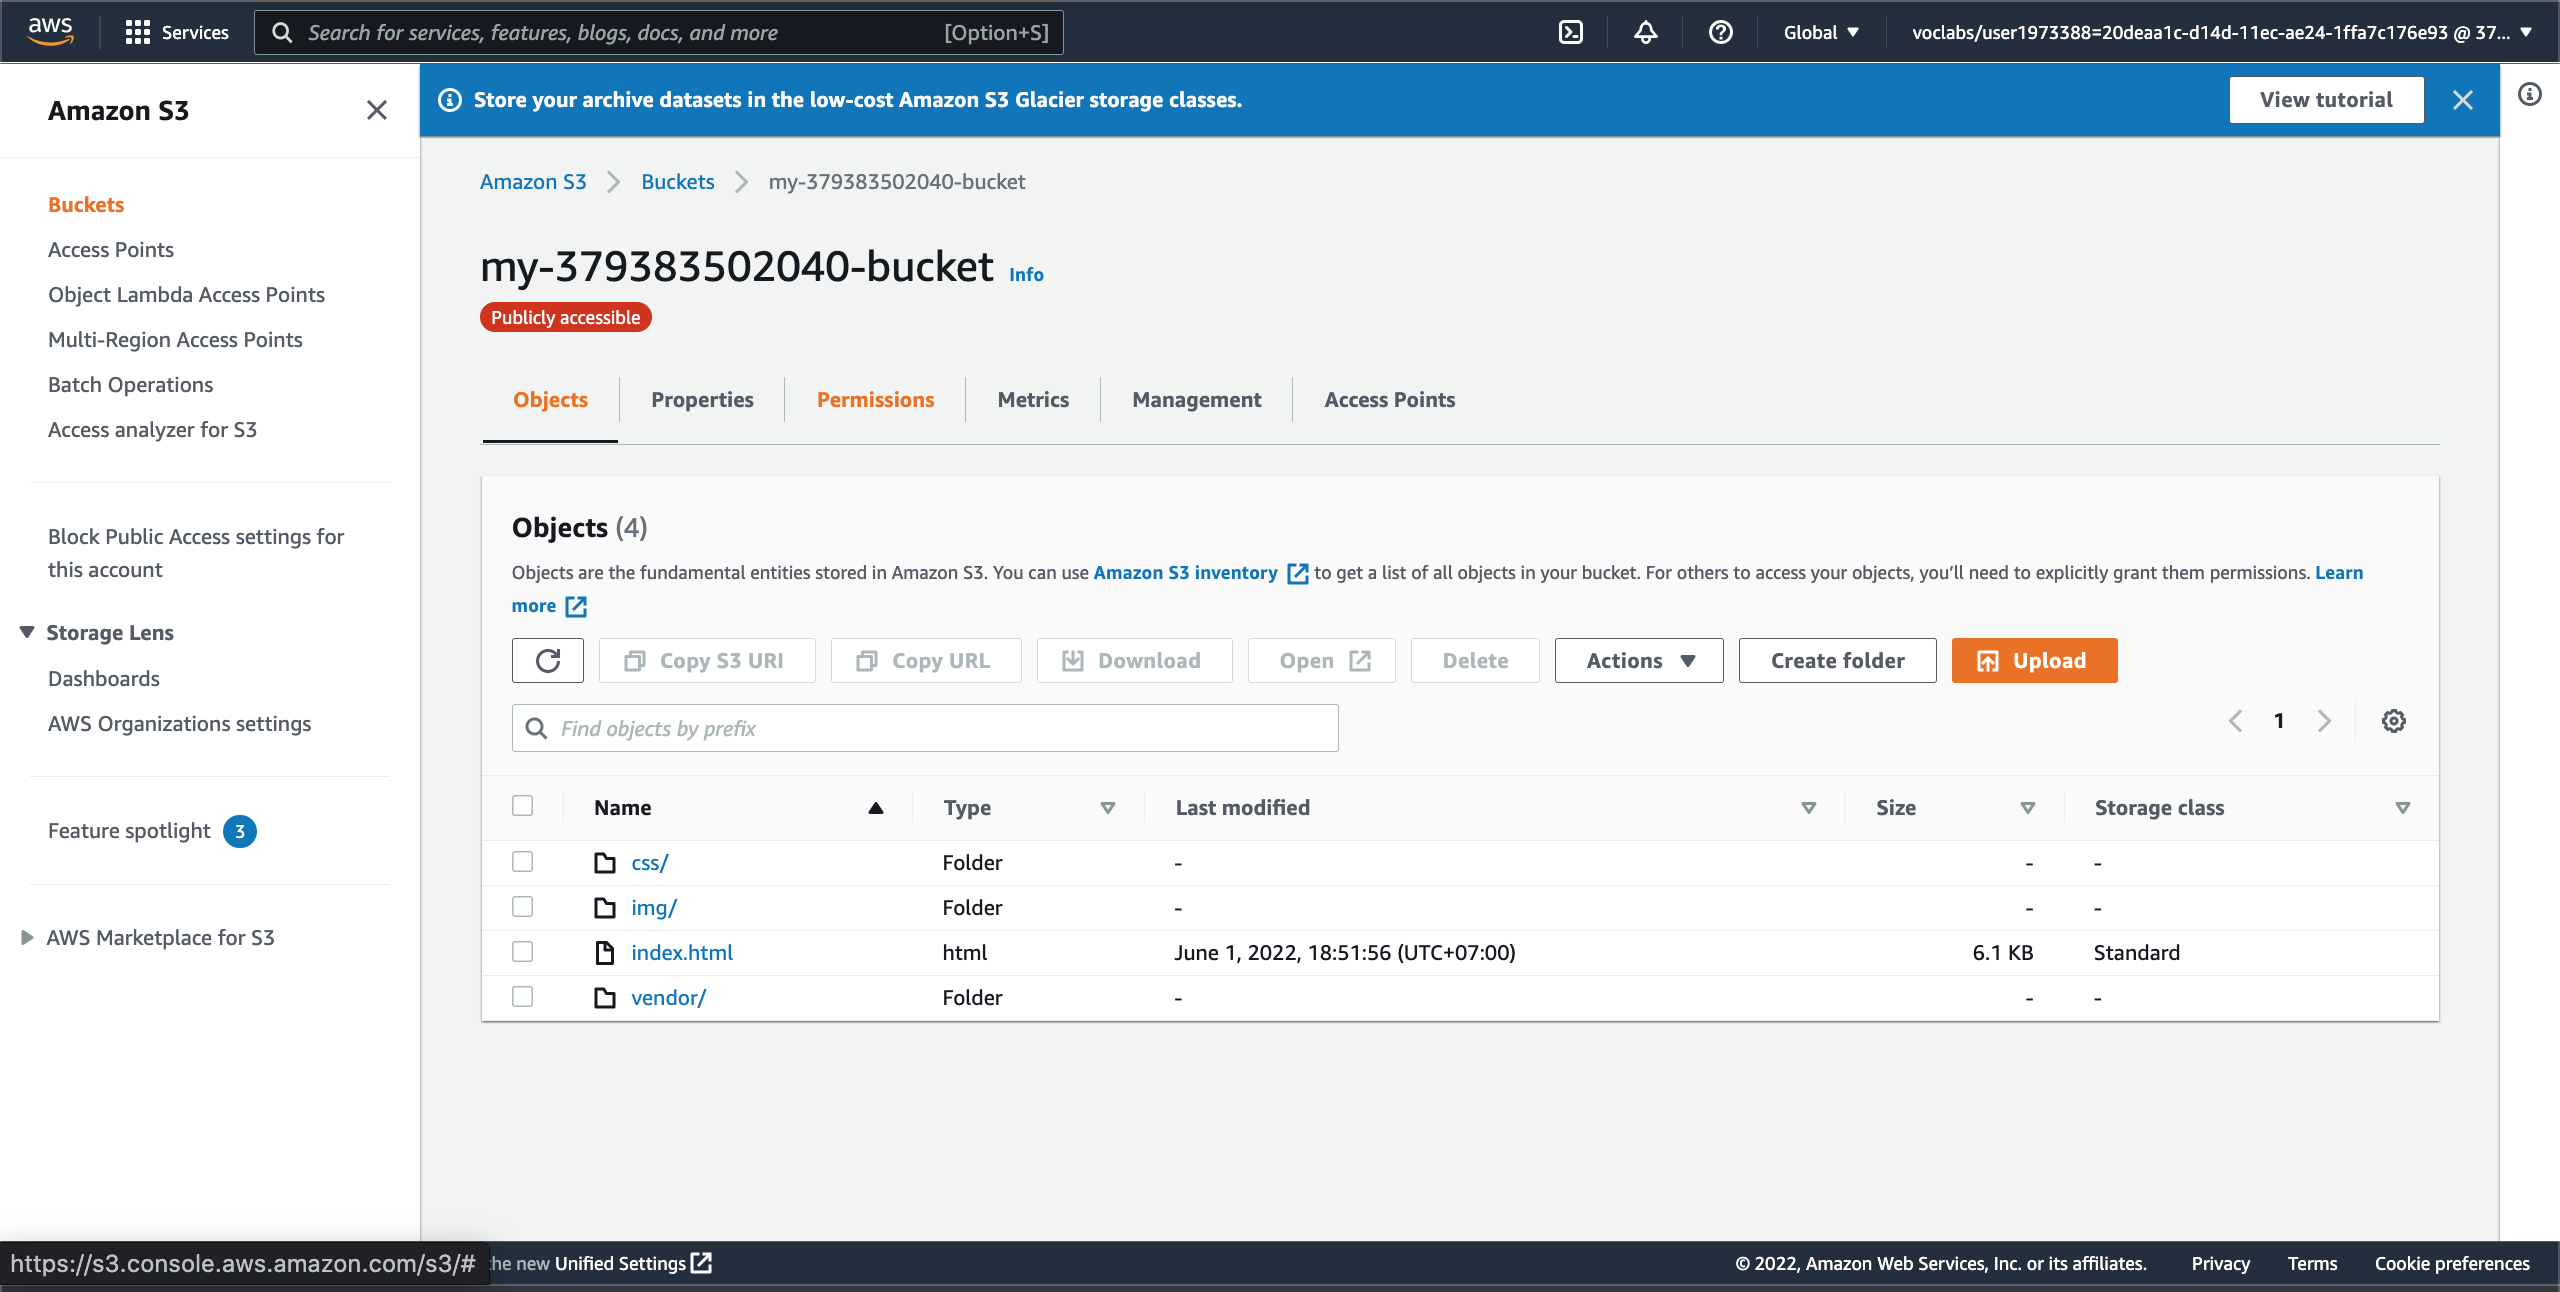 aws
Services
Search for services, features, blogs, docs, and more
[Option+S]
Global
voclabs/user1973388=20deaa1c-d14d-11ec-ae24-1ffa7c176e93 @ 37...
Amazon S3
Buckets
Access Points
Object Lambda Access Points
Multi-Region Access Points
Batch Operations
Access analyzer for S3
Block Public Access settings for
this account
Storage Lens
Dashboards
AWS Organizations settings
Feature spotlight 3
AWS Marketplace for S3
Store your archive datasets in the low-cost Amazon S3 Glacier storage classes.
View tutorial
Amazon S3 Buckets my-379383502040-bucket
my-379383502040-bucket Info
Publicly accessible
Objects Properties Permissions Metrics Management Access Points
Objects (4)
Objects are the fundamental entities stored in Amazon S3. You can use Amazon S3 inventory to get a list of all objects in your bucket. For others to access your objects, you'll need to explicitly grant them permissions. Learn
more
Copy S3 URI Copy URL Download Open Delete Actions Create folder Upload
Find objects by prefix
1
Name Type Last modified Size Storage class
css/ Folder - - -
img/ Folder - - -
index.html html June 1, 2022, 18:51:56 (UTC+07:00) 6.1 KB Standard
vendor/ Folder - - -
https://s3.console.aws.amazon.com/s3/#
the new Unified Settings
© 2022, Amazon Web Services, Inc. or its affiliates. Privacy Terms Cookie preferences